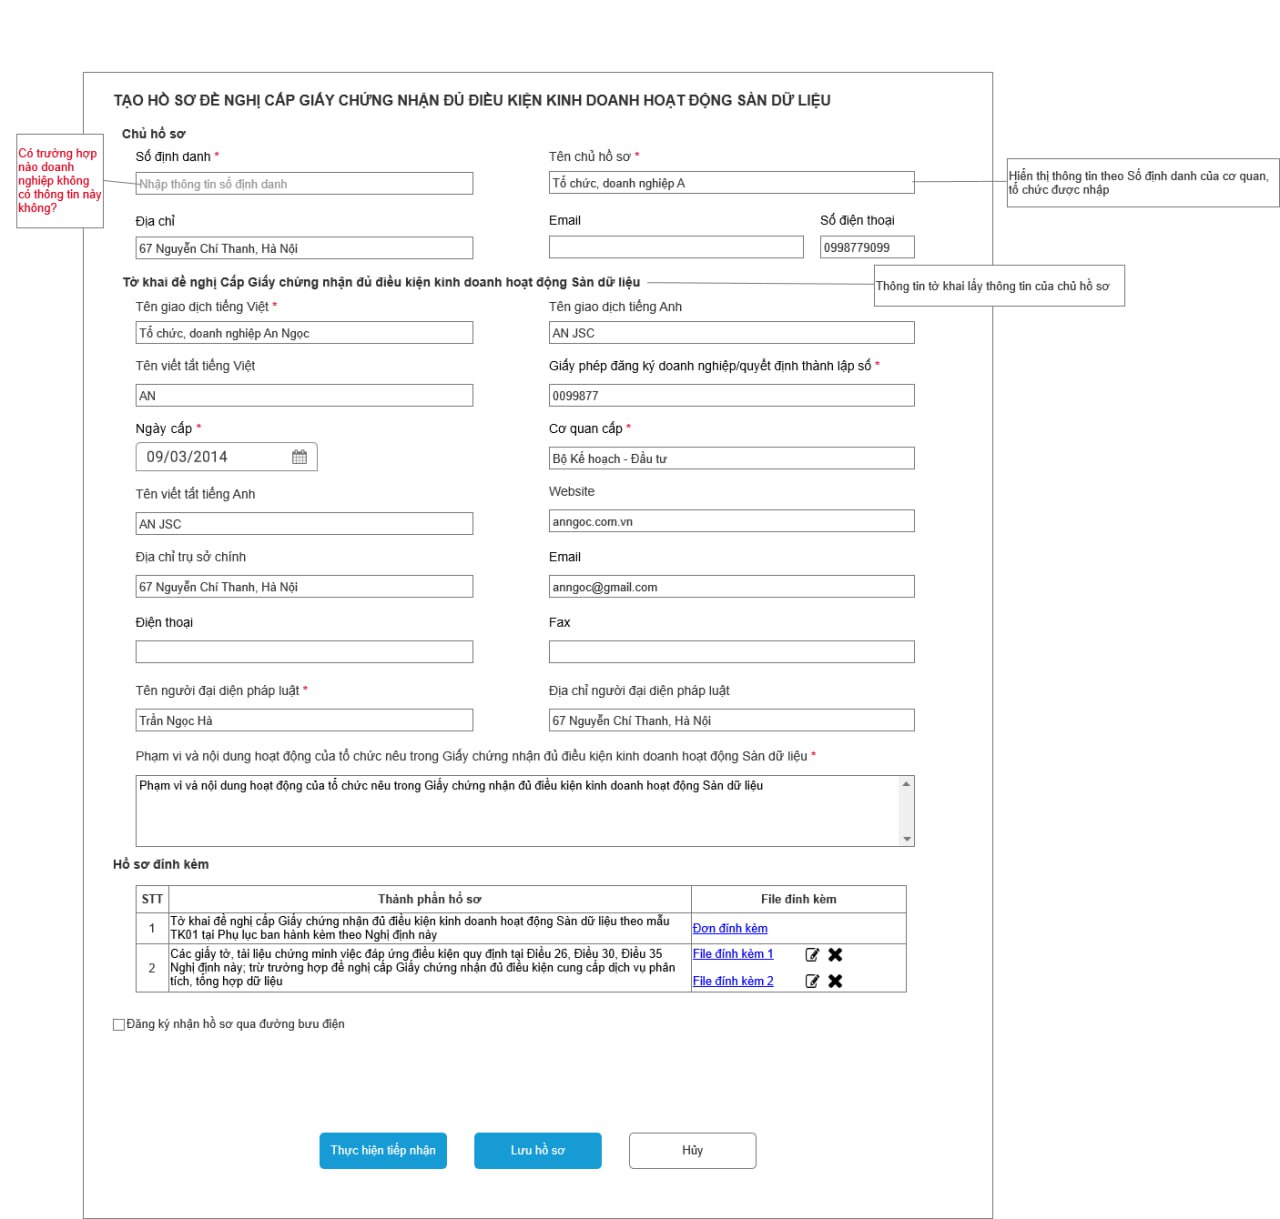 TẠO HỒ SƠ ĐỀ NGHỊ CẤP GIẤY CHỨNG NHẬN ĐỦ ĐIỀU KIỆN KINH DOANH HOẠT ĐỘNG SÀN DỮ LIỆU
Chủ hồ sơ
Có trường hợp
nào doanh
nghiệp không
có thông tin này
không?
Số định danh *
Tên chủ hồ sơ *
Nhập thông tin số định danh
Tổ chức, doanh nghiệp A
Hiển thị thông tin theo Số định danh của cơ quan,
tổ chức được nhập
Địa chỉ
Email
Số điện thoại
67 Nguyễn Chí Thanh, Hà Nội
0998779099
Tờ khai đề nghị Cấp Giấy chứng nhận đủ điều kiện kinh doanh hoạt động Sàn dữ liệu
Thông tin tờ khai lấy thông tin của chủ hồ sơ
Tên giao dịch tiếng Việt *
Tên giao dịch tiếng Anh
Tổ chức, doanh nghiệp An Ngọc
AN JSC
Tên viết tắt tiếng Việt
Giấy phép đăng ký doanh nghiệp/quyết định thành lập số *
AN
0099877
Ngày cấp *
Cơ quan cấp *
09/03/2014
Bộ Kế hoạch - Đầu tư
Tên viết tắt tiếng Anh
Website
AN JSC
anngoc.com.vn
Địa chỉ trụ sở chính
Email
67 Nguyễn Chí Thanh, Hà Nội
anngoc@gmail.com
Điện thoại
Fax
Tên người đại diện pháp luật *
Địa chỉ người đại diện pháp luật
Trần Ngọc Hà
67 Nguyễn Chí Thanh, Hà Nội
Phạm vi và nội dung hoạt động của tổ chức nêu trong Giấy chứng nhận đủ điều kiện kinh doanh hoạt động Sàn dữ liệu *
Phạm vi và nội dung hoạt động của tổ chức nêu trong Giấy chứng nhận đủ điều kiện kinh doanh hoạt động Sàn dữ liệu
Hồ sơ đính kèm
STT
Thành phần hồ sơ
File đính kèm
1
Tờ khai đề nghị cấp Giấy chứng nhận đủ điều kiện kinh doanh hoạt động Sàn dữ liệu theo mẫu
TK01 tại Phụ lục ban hành kèm theo Nghị định này
Đơn đính kèm
2
Các giấy tờ, tài liệu chứng minh việc đáp ứng điều kiện quy định tại Điều 26, Điều 30, Điều 35
Nghị định này; trừ trường hợp đề nghị cấp Giấy chứng nhận đủ điều kiện cung cấp dịch vụ phân
tích, tổng hợp dữ liệu
File đính kèm 1
File đính kèm 2
Đăng ký nhận hồ sơ qua đường bưu điện
Thực hiện tiếp nhận
Lưu hồ sơ
Hủy